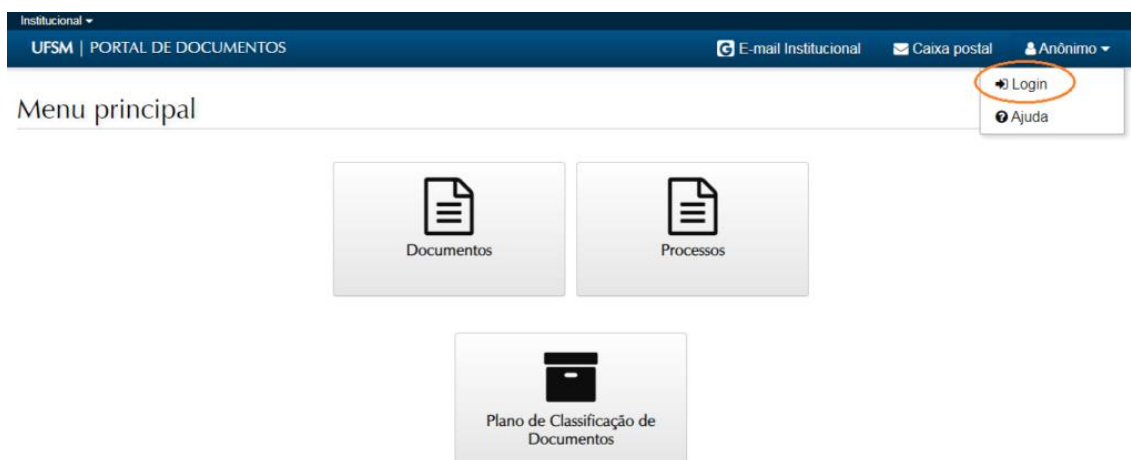 Institucional
UFSM | PORTAL DE DOCUMENTOS
E-mail Institucional
Caixa postal
Anônimo
Login
Ajuda
Menu principal
Documentos
Processos
Plano de Classificação de
Documentos